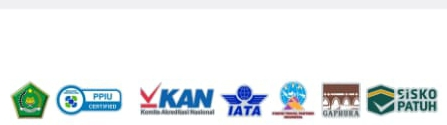 PPIU
CERTIFIED
KAN
Komite Akreditasi Nasional
IATA
GAPHURA
SISKO
PATUH